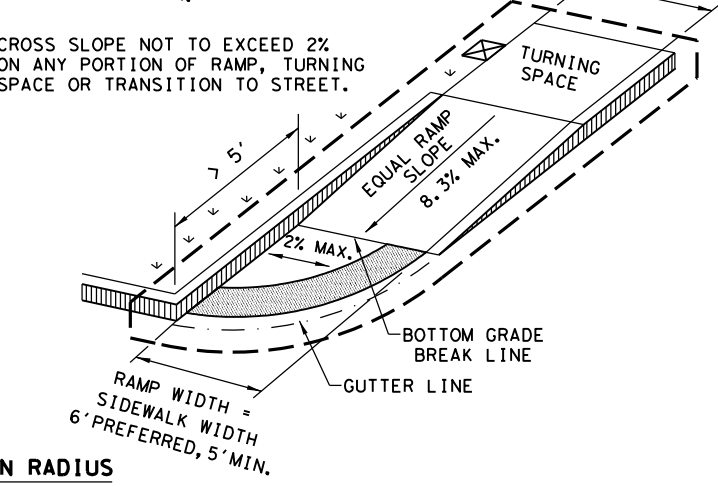 CROSS SLOPE NOT TO EXCEED 2%
ON ANY PORTION OF RAMP, TURNING
SPACE OR TRANSITION TO STREET.
TURNING
SPACE
> 5'
EQUAL RAMP
SLOPE
8.3% MAX.
2% MAX.
BOTTOM GRADE
BREAK LINE
GUTTER LINE
RAMP WIDTH =
SIDEWALK WIDTH
6' PREFERRED, 5' MIN.
N RADIUS